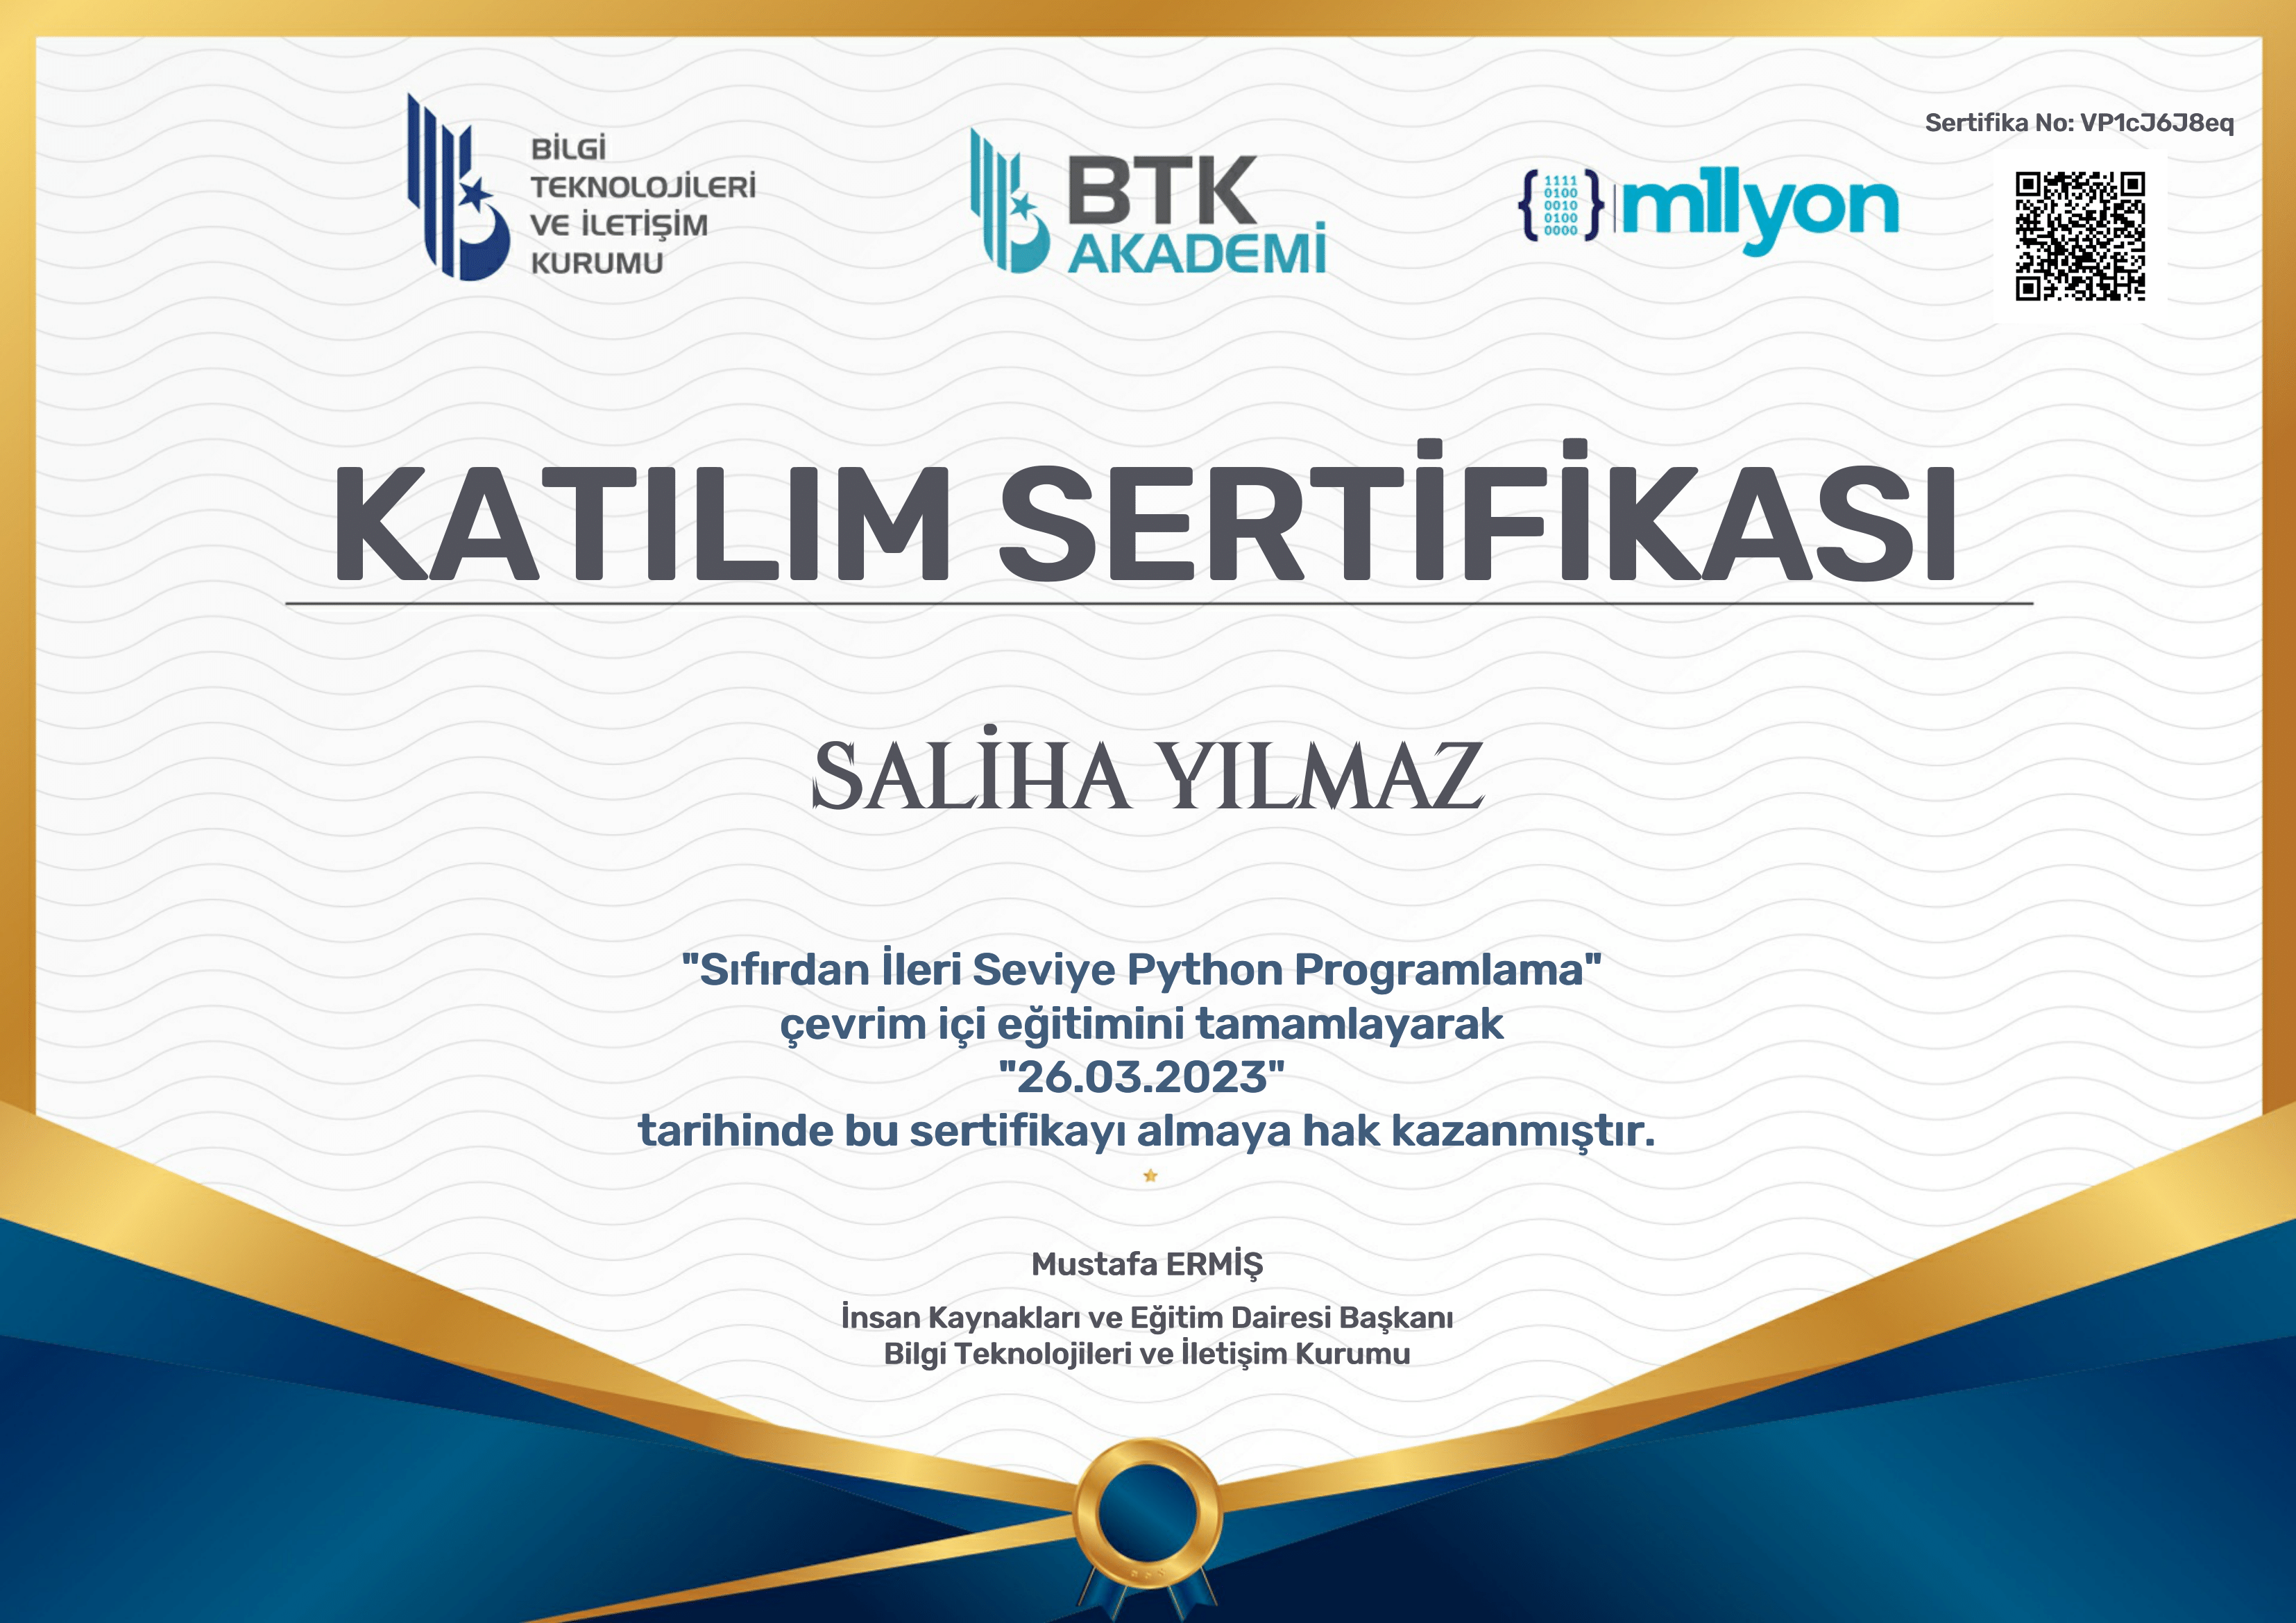 BİLGİ
TEKNOLOJİLERİ
VE İLETİŞİM
KURUMU
BTK
AKADEMİ
1111
0100
0010
0100
0000
m1lyon
Sertifika No: VP1cJ6J8eq
KATILIM SERTİFİKASI
SALİHA YILMAZ
"Sıfırdan İleri Seviye Python Programlama"
çevrim içi eğitimini tamamlayarak
"26.03.2023"
tarihinde bu sertifikayı almaya hak kazanmıştır.
Mustafa ERMİŞ
İnsan Kaynakları ve Eğitim Dairesi Başkanı
Bilgi Teknolojileri ve İletişim Kurumu